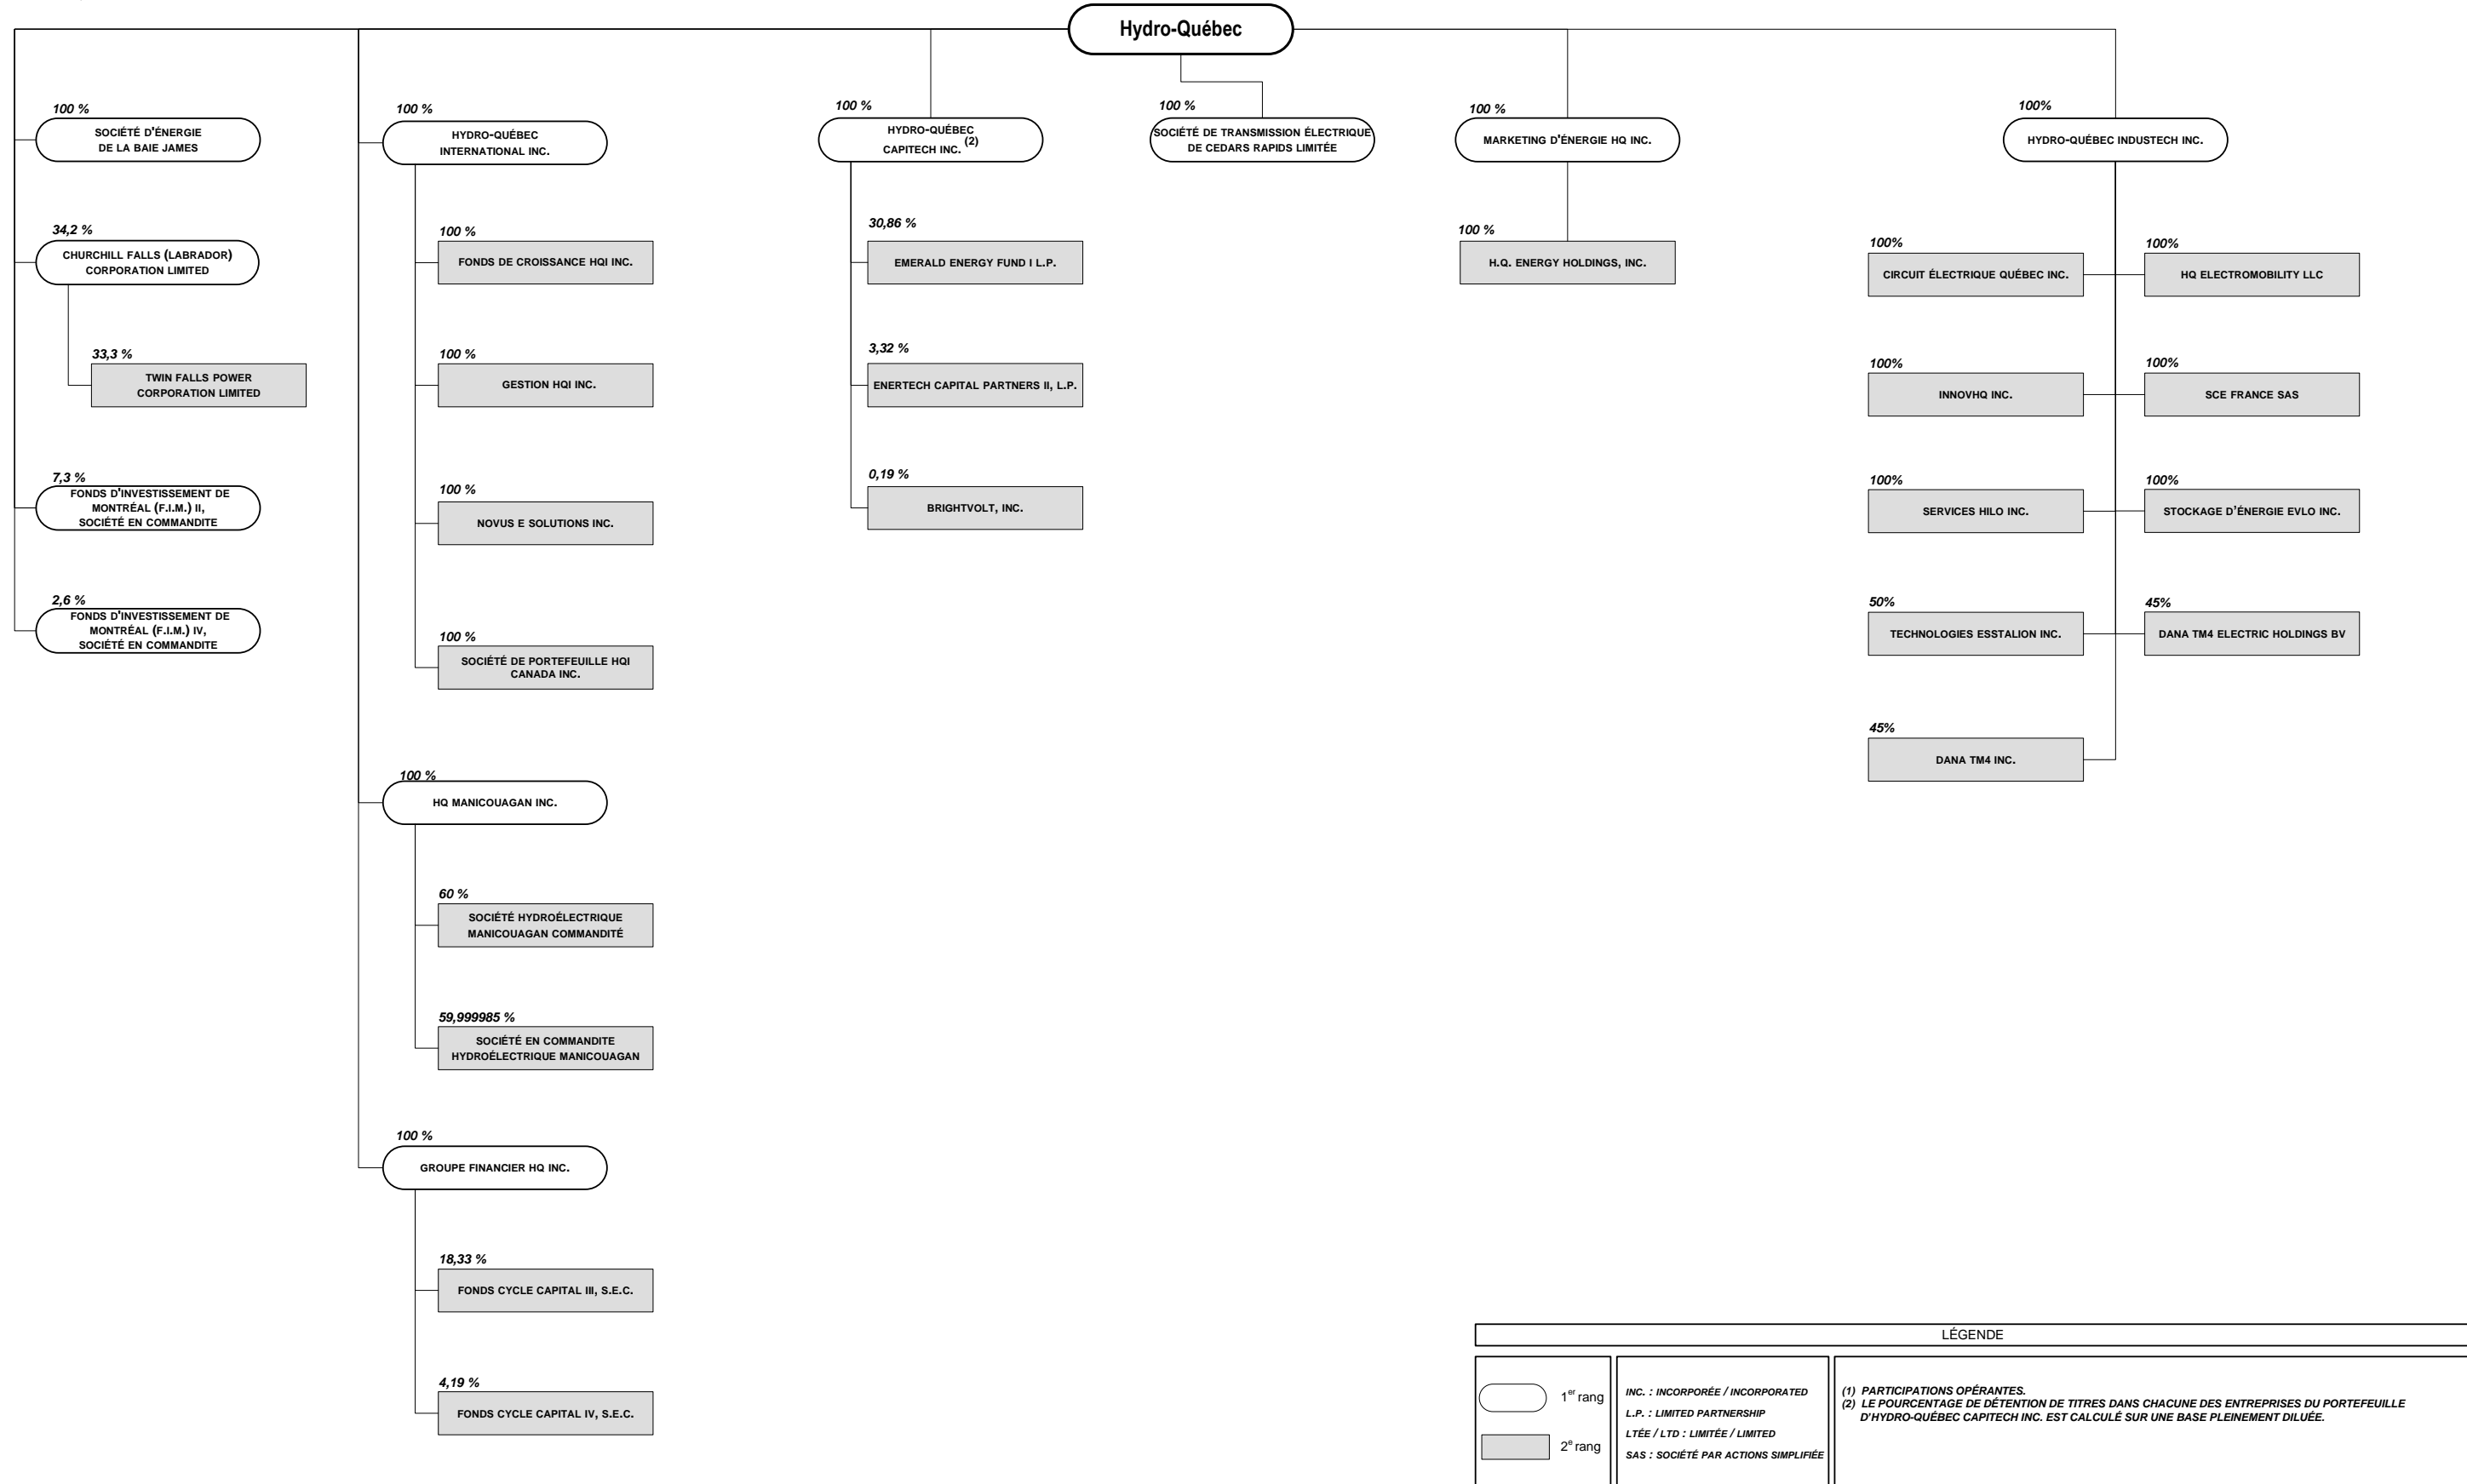 Hydro-Québec
100 %
SOCIÉTÉ D'ÉNERGIE
DE LA BAIE JAMES
34,2 %
CHURCHILL FALLS (LABRADOR)
CORPORATION LIMITED
33,3 %
TWIN FALLS POWER
CORPORATION LIMITED
7,3 %
FONDS D'INVESTISSEMENT DE
MONTRÉAL (F.I.M.) II,
SOCIÉTÉ EN COMMANDITE
2,6 %
FONDS D'INVESTISSEMENT DE
MONTRÉAL (F.I.M.) IV,
SOCIÉTÉ EN COMMANDITE
100 %
HYDRO-QUÉBEC
INTERNATIONAL INC.
100 %
FONDS DE CROISSANCE HQI INC.
100 %
GESTION HQI INC.
100 %
NOVUS E SOLUTIONS INC.
100 %
SOCIÉTÉ DE PORTEFEUILLE HQI
CANADA INC.
100 %
HQ MANICOUAGAN INC.
60 %
SOCIÉTÉ HYDROÉLECTRIQUE
MANICOUAGAN COMMANDITÉ
59,999985 %
SOCIÉTÉ EN COMMANDITE
HYDROÉLECTRIQUE MANICOUAGAN
100 %
GROUPE FINANCIER HQ INC.
18,33 %
FONDS CYCLE CAPITAL III, S.E.C.
4,19 %
FONDS CYCLE CAPITAL IV, S.E.C.
100 %
HYDRO-QUÉBEC
CAPITECH INC. (2)
30,86 %
EMERALD ENERGY FUND I L.P.
3,32 %
ENERTECH CAPITAL PARTNERS II, L.P.
0,19 %
BRIGHTVOLT, INC.
100 %
SOCIÉTÉ DE TRANSMISSION ÉLECTRIQUE
DE CEDARS RAPIDS LIMITÉE
100 %
MARKETING D'ÉNERGIE HQ INC.
100 %
H.Q. ENERGY HOLDINGS, INC.
100%
HYDRO-QUÉBEC INDUSTECH INC.
100%
CIRCUIT ÉLECTRIQUE QUÉBEC INC.
100%
HQ ELECTROMOBILITY LLC
100%
INNOVHQ INC.
100%
SCE FRANCE SAS
100%
SERVICES HILO INC.
100%
STOCKAGE D'ÉNERGIE EVLO INC.
50%
TECHNOLOGIES ESSTALION INC.
45%
DANA TM4 ELECTRIC HOLDINGS BV
45%
DANA TM4 INC.
LÉGENDE
1er rang
2e rang
INC. : INCORPORÉE / INCORPORATED
L.P. : LIMITED PARTNERSHIP
LTÉE / LTD : LIMITÉE / LIMITED
SAS : SOCIÉTÉ PAR ACTIONS SIMPLIFIÉE
(1) PARTICIPATIONS OPÉRANTES.
(2) LE POURCENTAGE DE DÉTENTION DE TITRES DANS CHACUNE DES ENTREPRISES DU PORTEFEUILLE
D'HYDRO-QUÉBEC CAPITECH INC. EST CALCULÉ SUR UNE BASE PLEINEMENT DILUÉE.